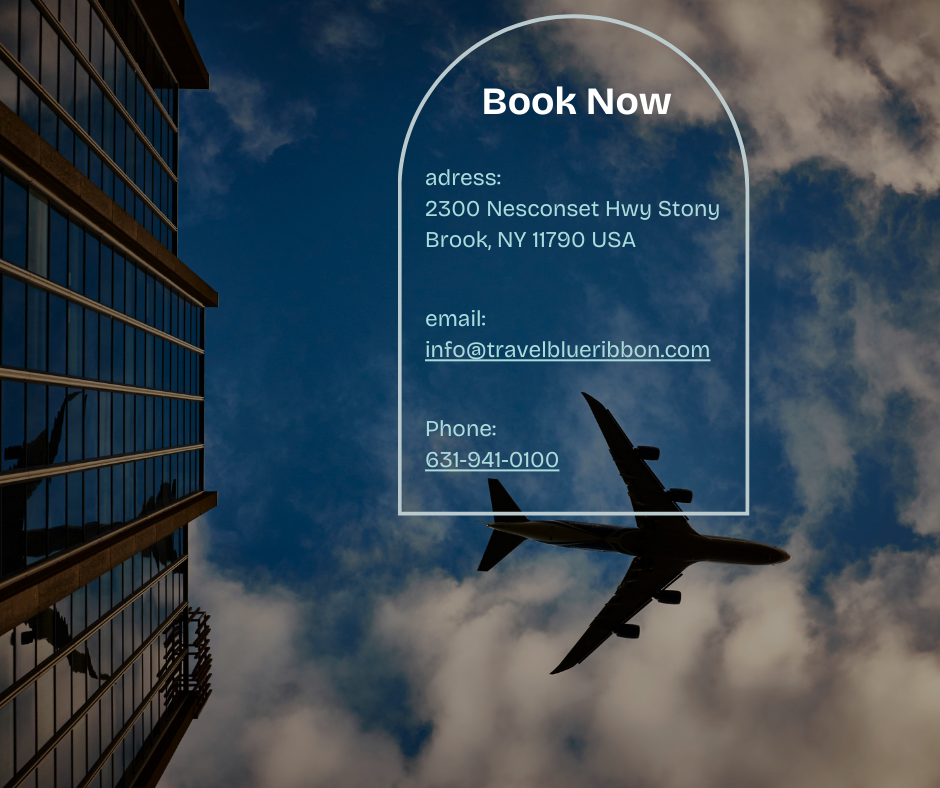 Book Now
adress:
2300 Nesconset Hwy Stony
Brook, NY 11790 USA
email:
info@travelblueribbon.com
Phone:
631-941-0100